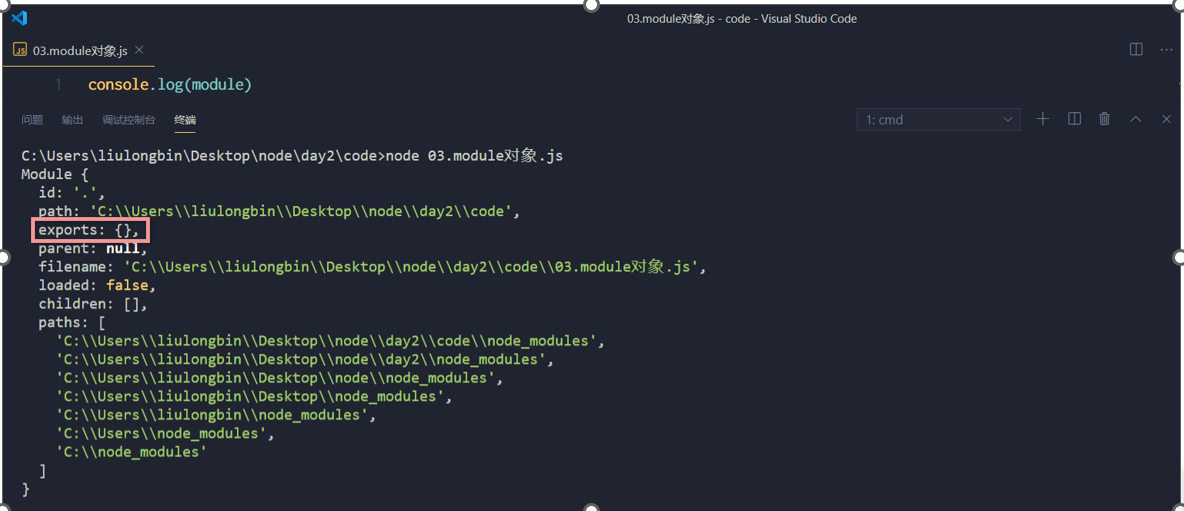 03.module对象.js - code - Visual Studio Code
JS 03.module对象.js
1 console.log(module)
问题 输出 调试控制台 终端 1: cmd
C:\Users\liulongbin\Desktop\node\day2\code>node 03.module对象.js
Module {
id: '.',
path: 'C:\\Users\\liulongbin\\Desktop\\node\\day2\\code',
exports: {},
parent: null,
filename: 'C:\\Users\\liulongbin\\Desktop\\node\\day2\\code\\03.module对象.js',
loaded: false,
children: [],
paths: [
'C:\\Users\\liulongbin\\Desktop\\node\\day2\\code\\node_modules',
'C:\\Users\\liulongbin\\Desktop\\node\\day2\\node_modules',
'C:\\Users\\liulongbin\\Desktop\\node\\node_modules',
'C:\\Users\\liulongbin\\Desktop\\node_modules',
'C:\\Users\\liulongbin\\node_modules',
'C:\\Users\\node_modules',
'C:\\node_modules'
]
}